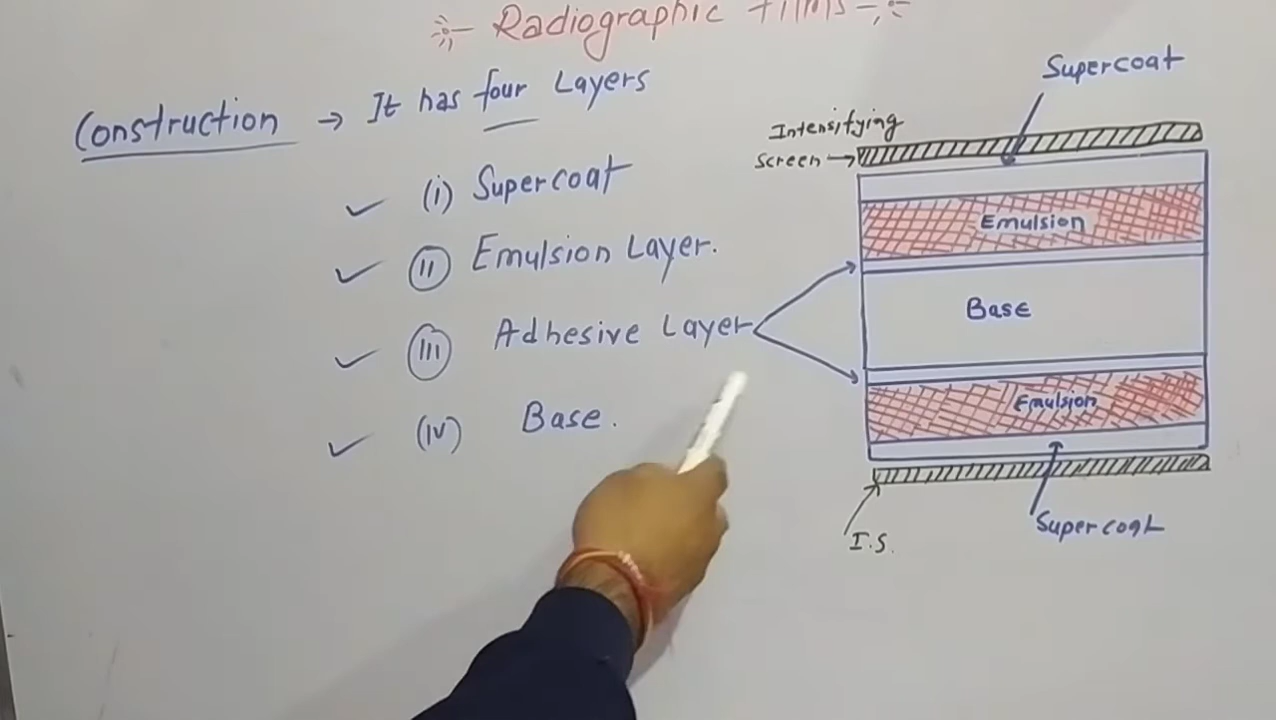 Radiographic Films
Construction → It has four Layers
(i) Supercoat
(ii) Emulsion Layer.
(iii) Adhesive Layer
(iv) Base.
Supercoat
Intensifying
Screen →
Emulsion
Base
Emulsion
Supercoat
I.S.